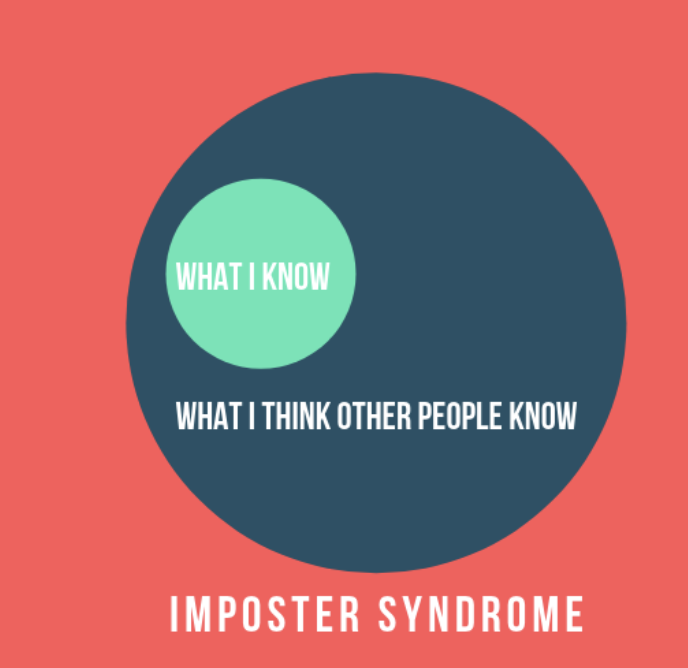 WHAT I KNOW
WHAT I THINK OTHER PEOPLE KNOW
IMPOSTER SYNDROME